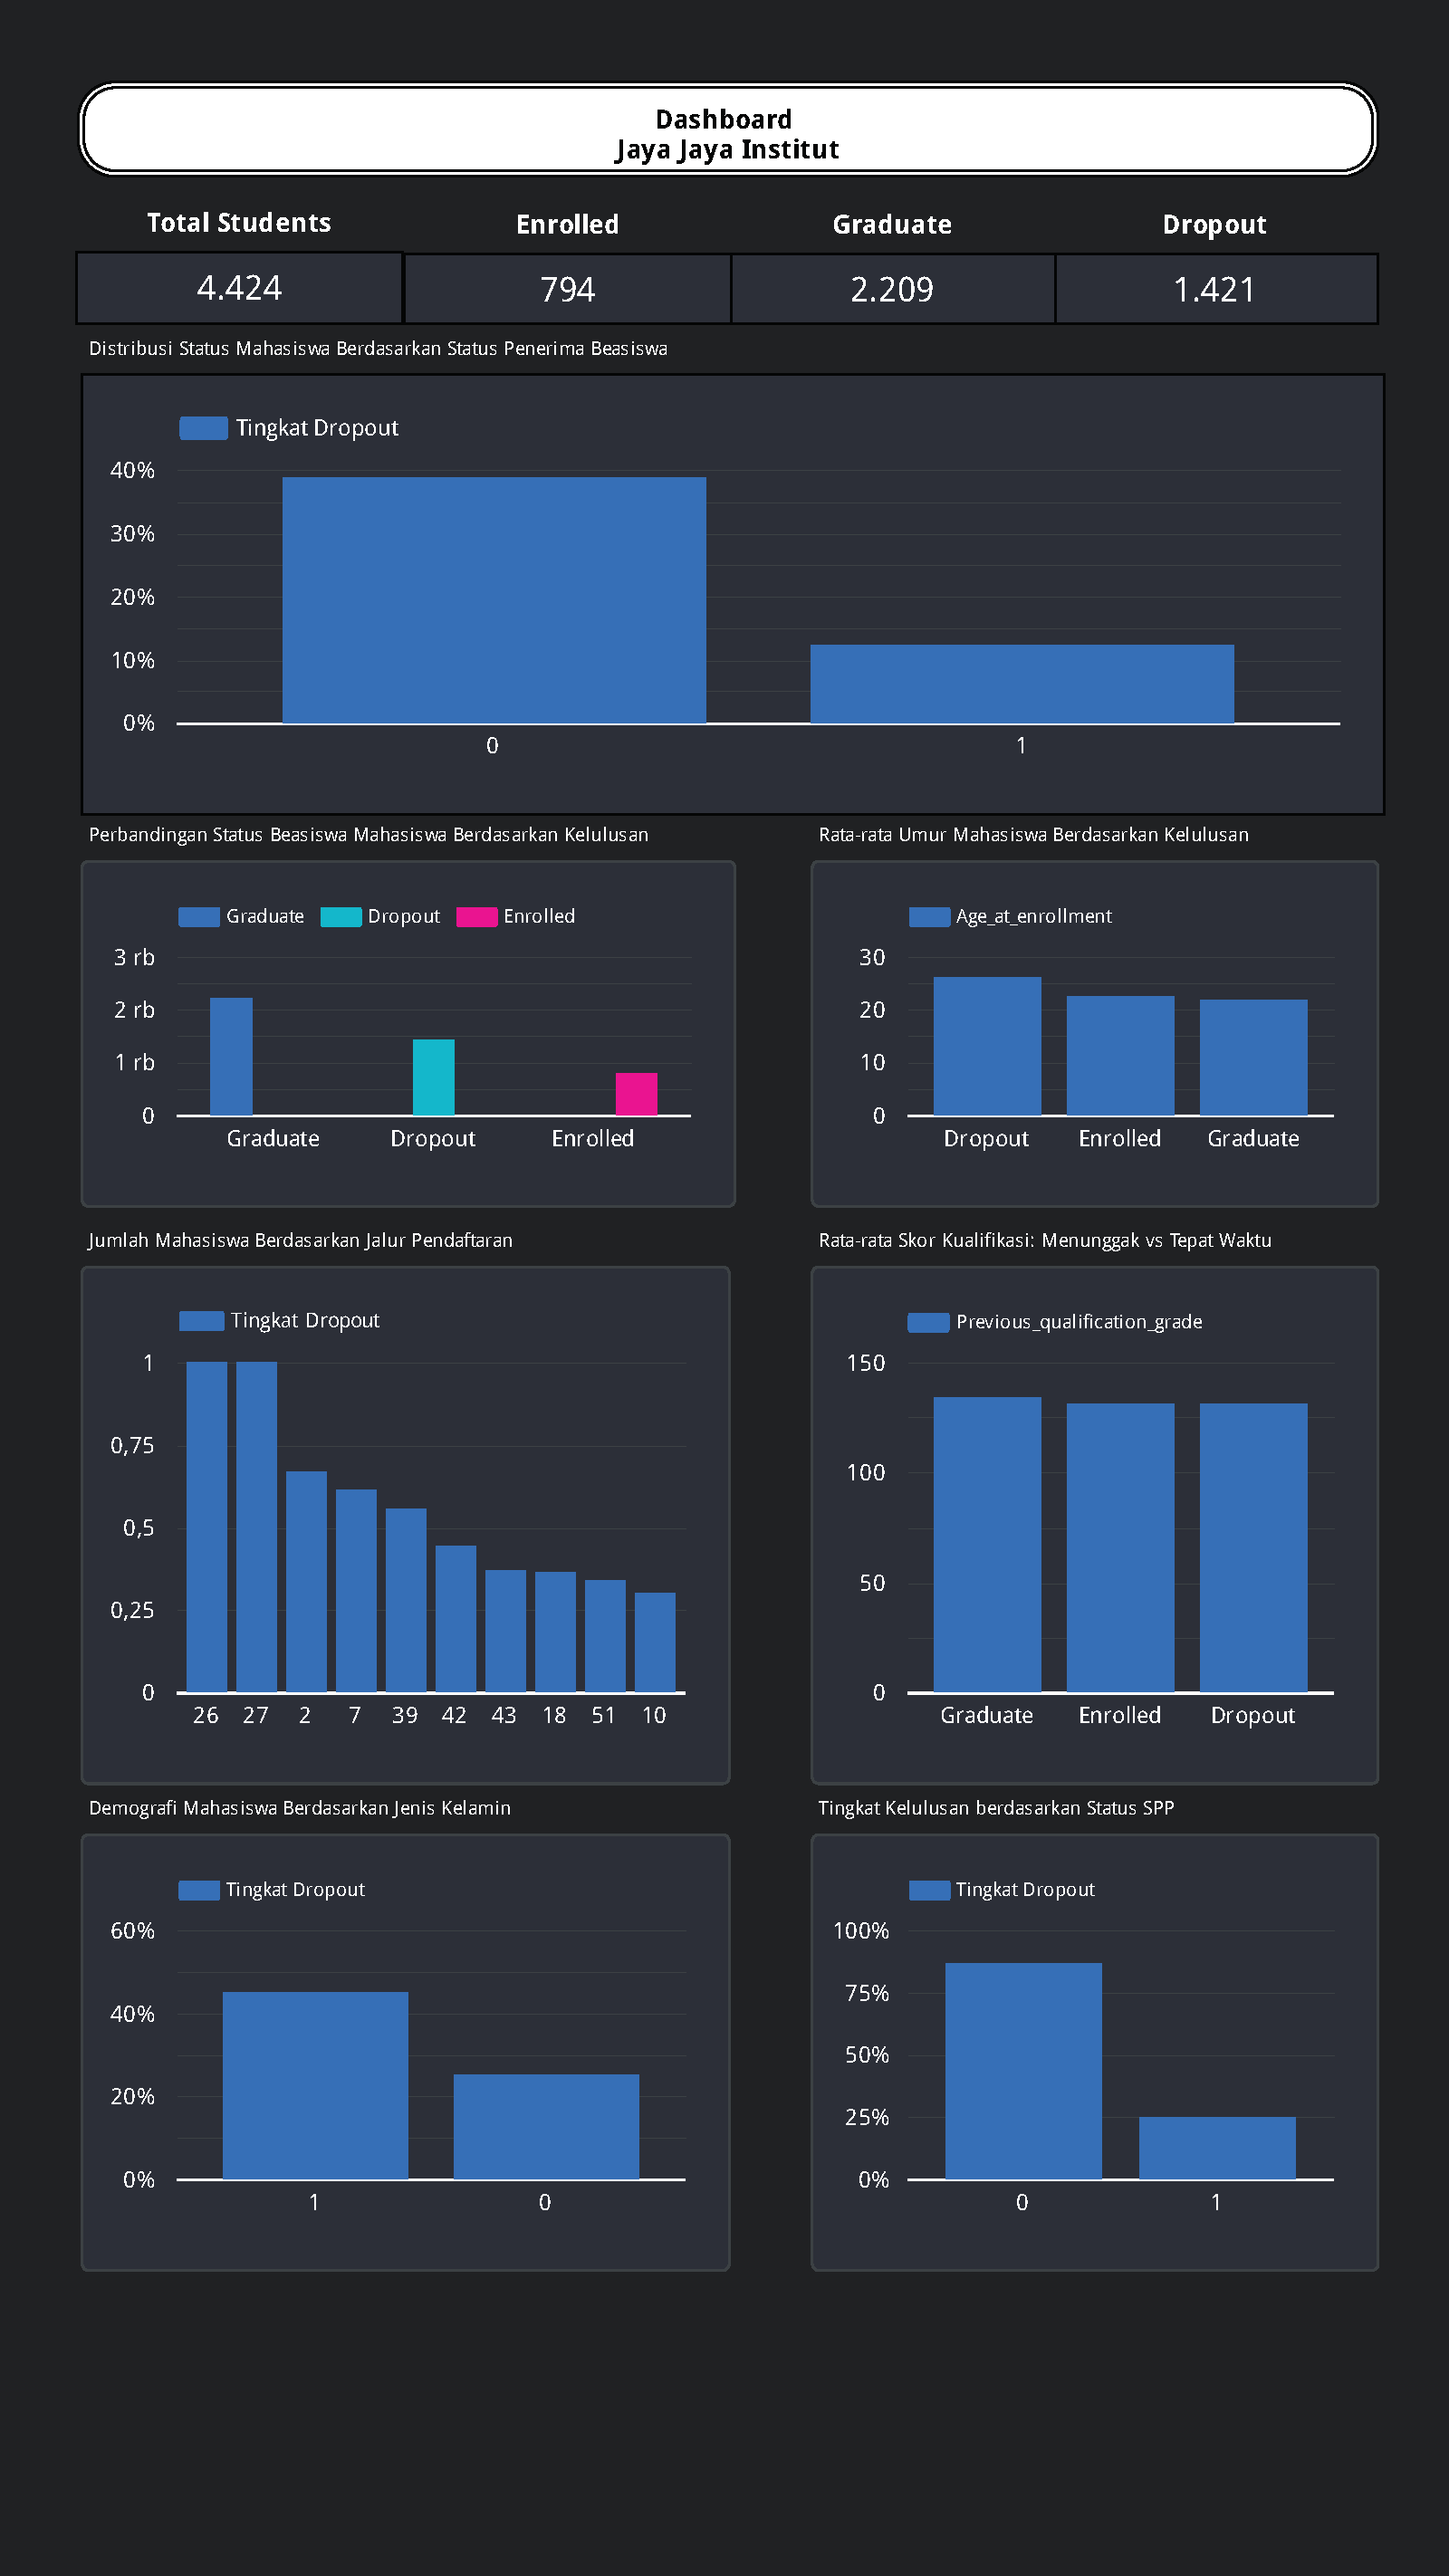 Dashboard
Jaya Jaya Institut
Total Students
Enrolled
Graduate
Dropout
4.424
794
2.209
1.421
Distribusi Status Mahasiswa Berdasarkan Status Penerima Beasiswa
Tingkat Dropout
40%
30%
20%
10%
0%
0 1
Perbandingan Status Beasiswa Mahasiswa Berdasarkan Kelulusan
Graduate Dropout Enrolled
3 rb
2 rb
1 rb
0
Graduate Dropout Enrolled
Rata-rata Umur Mahasiswa Berdasarkan Kelulusan
Age_at_enrollment
30
20
10
0
Dropout Enrolled Graduate
Jumlah Mahasiswa Berdasarkan Jalur Pendaftaran
Tingkat Dropout
1
0,75
0,5
0,25
0
26 27 2 7 39 42 43 18 51 10
Rata-rata Skor Kualifikasi: Menunggak vs Tepat Waktu
Previous_qualification_grade
150
100
50
0
Graduate Enrolled Dropout
Demografi Mahasiswa Berdasarkan Jenis Kelamin
Tingkat Dropout
60%
40%
20%
0%
1 0
Tingkat Kelulusan berdasarkan Status SPP
Tingkat Dropout
100%
75%
50%
25%
0%
0 1